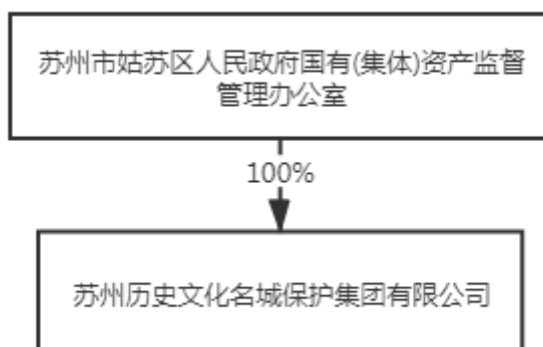 苏州市姑苏区人民政府国有(集体)资产监督
管理办公室
100%
苏州历史文化名城保护集团有限公司